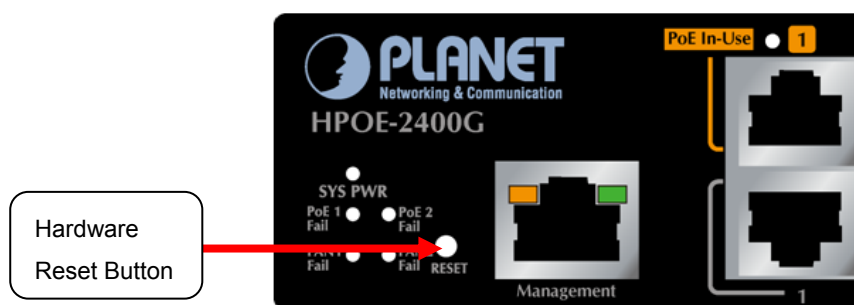 PoE In-Use 1
PLANET
Networking & Communication
HPOE-2400G
SYS PWR
PoE 1 Fail
PoE 2 Fail
Fail
Fail
RESET
Hardware
Reset Button
Management
1